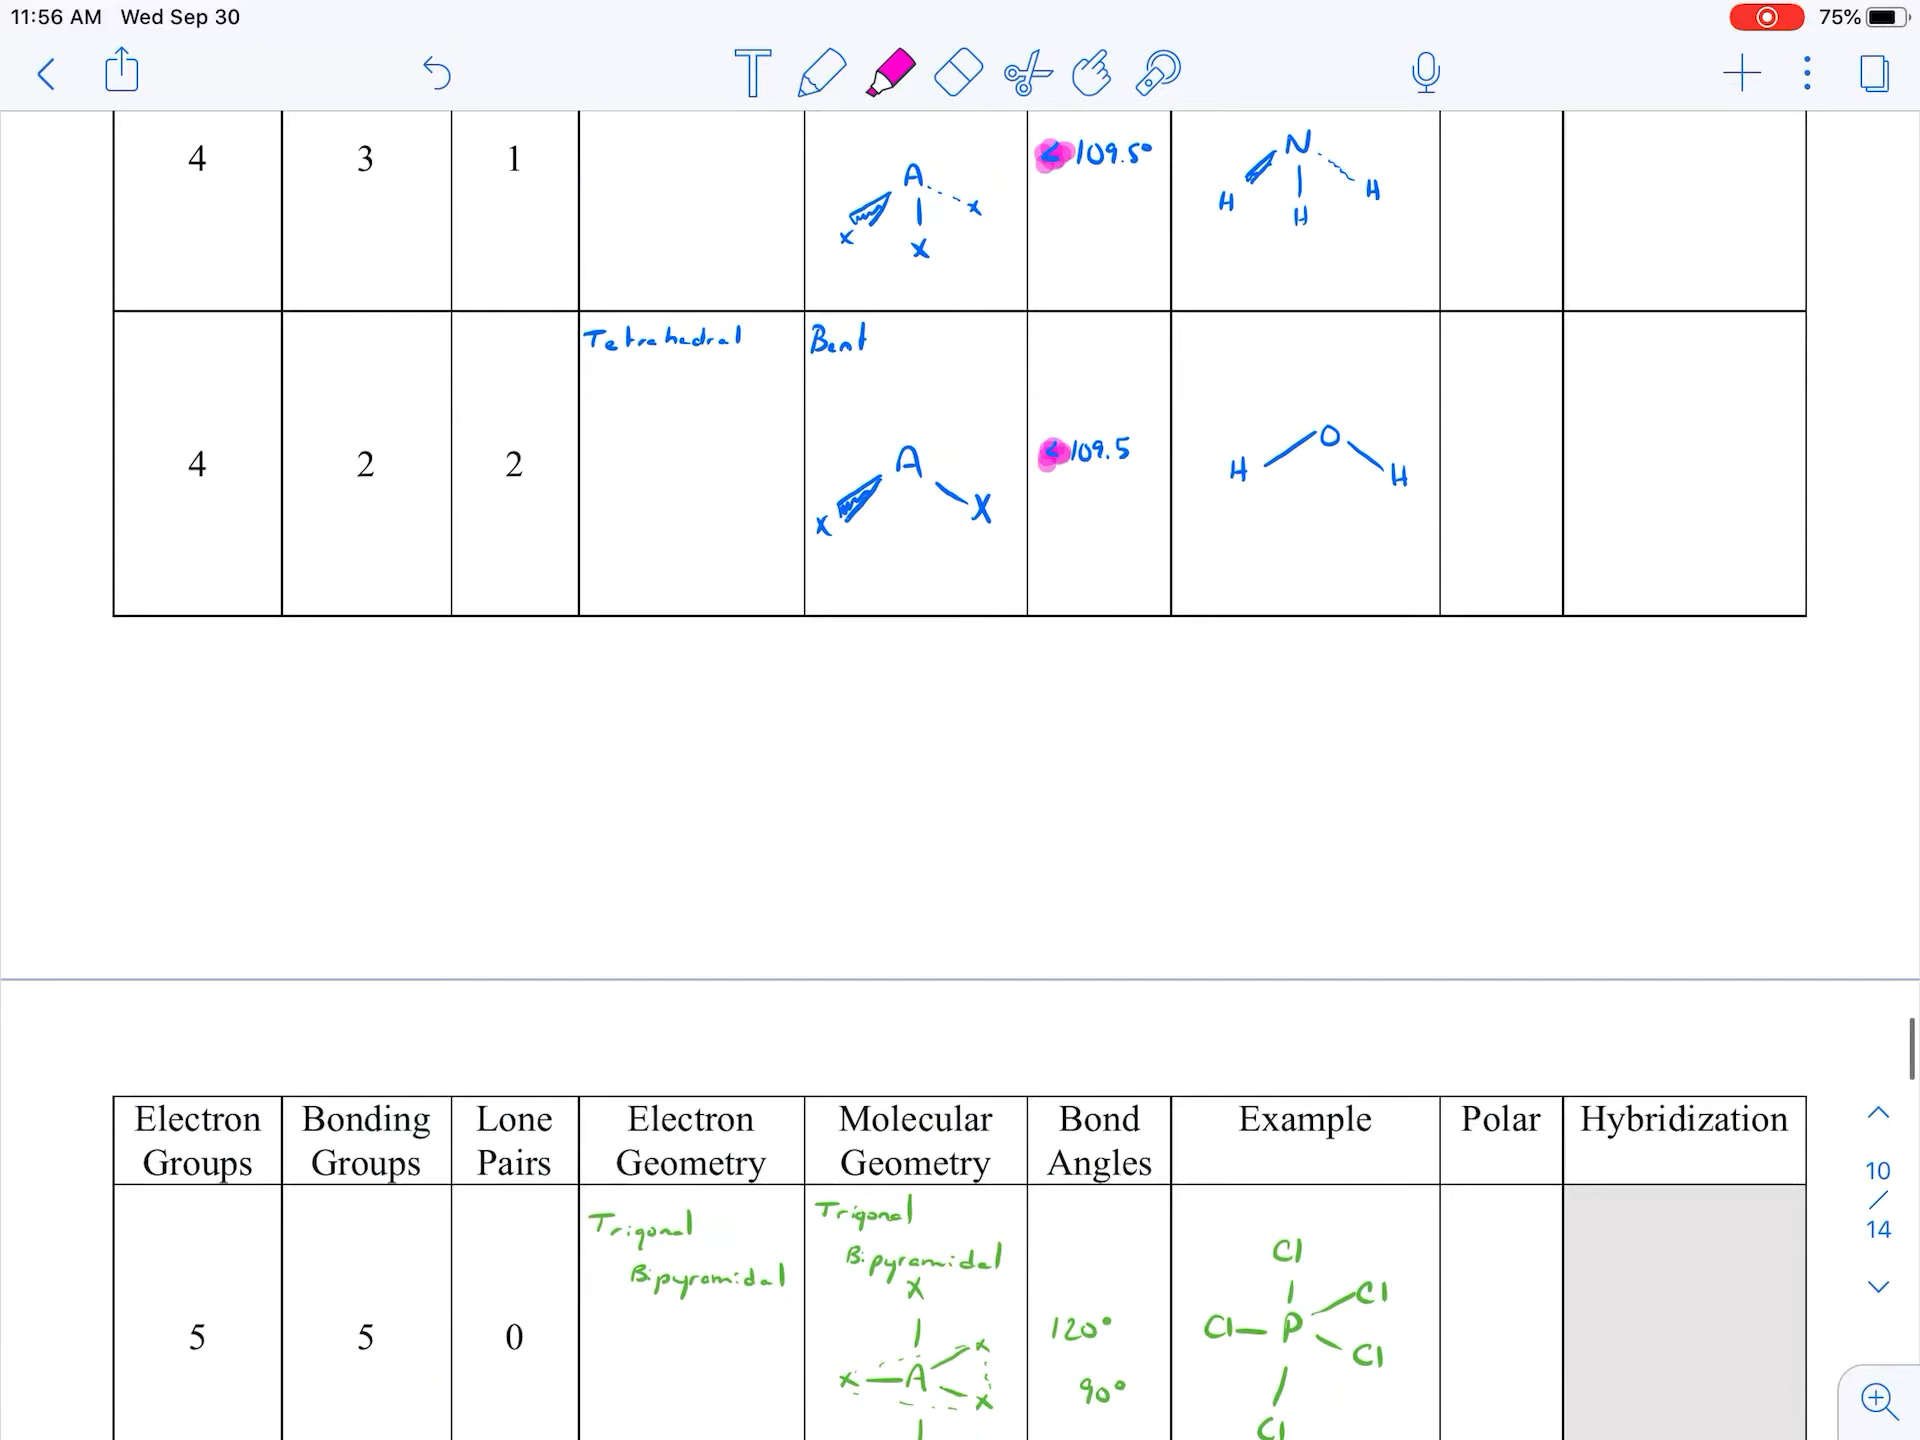 11:56 AM Wed Sep 30
75%
T
4 3 1
A
X X
X
<109.5°
N
H H
H
Tetrahedral Bent
4 2 2
A
X X
<109.5
O
H H
Electron Groups Bonding Groups Lone Pairs Electron Geometry Molecular Geometry Bond Angles Example Polar Hybridization
Trigonal Bipyramidal
Trigonal Bipyramidal
5 5 0
X
X A X
X
120°
90°
Cl
Cl P Cl
Cl
Cl
10
/
14